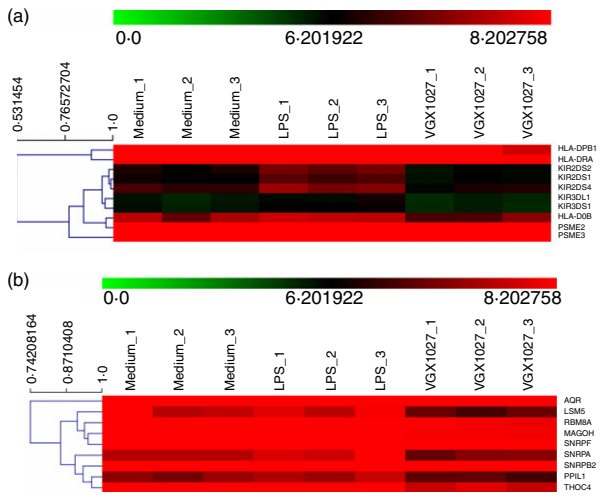 (a)
0·0 6·201922 8·202758
0·531454 0·76572704 1·0 Medium_1 Medium_2 Medium_3 LPS_1 LPS_2 LPS_3 VGX1027_1 VGX1027_2 VGX1027_3
HLA-DPB1
HLA-DRA
KIR2DS2
KIR2DS1
KIR2DS4
KIR3DL1
KIR3DS1
HLA-D0B
PSME2
PSME3
(b)
0·0 6·201922 8·202758
0·74208164 0·8710408 1·0 Medium_1 Medium_2 Medium_3 LPS_1 LPS_2 LPS_3 VGX1027_1 VGX1027_2 VGX1027_3
AQR
LSM5
RBM8A
MAGOH
SNRPF
SNRPA
SNRPB2
PPIL1
THOC4